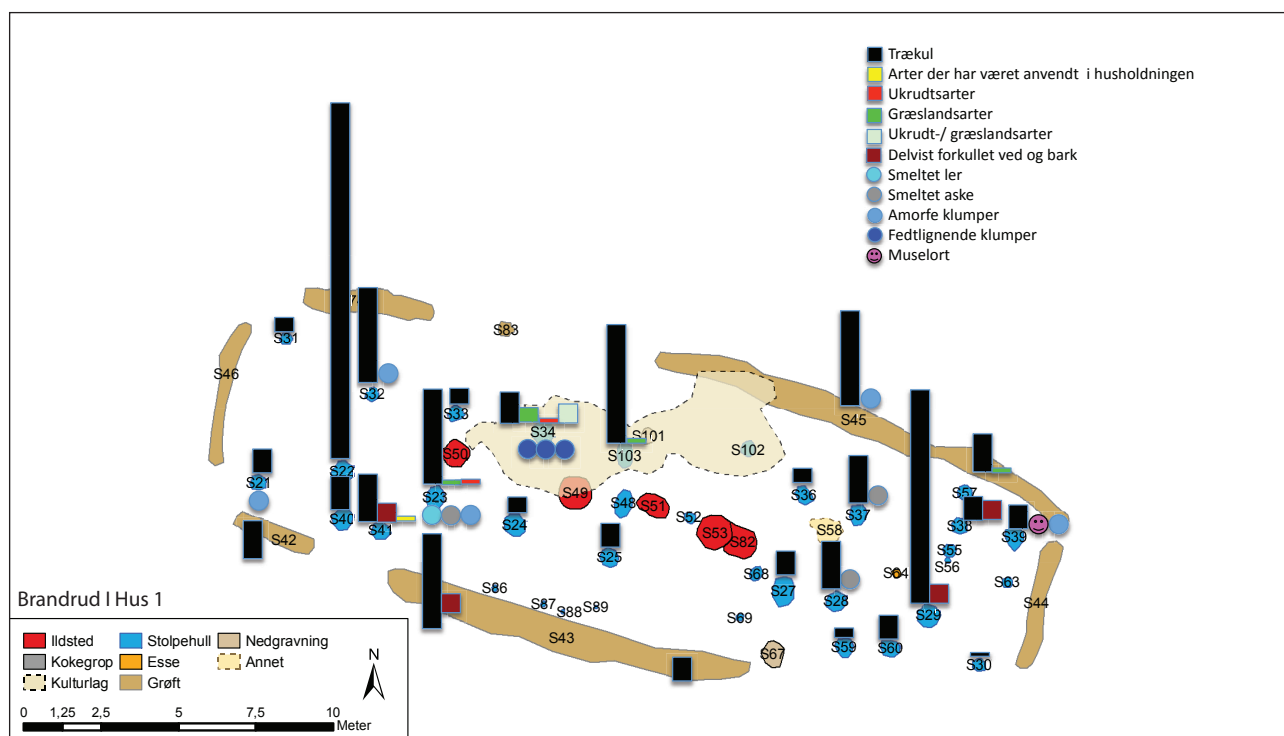 Trækul
Arter der har været anvendt i husholdningen
Ukrudtsarter
Græslandsarter
Ukrudt-/ græslandsarter
Delvist forkullet ved og bark
Smeltet ler
Smeltet aske
Amorfe klumper
Fedtlignende klumper
Muselort
S31
S83
S46
S32
S33
S34
S101
S45
S50
S103
S102
S22
S21
S23
S49
S36
S57
S48
S51
S40
S41
S24
S52
S37
S42
S53
S82
S58
S38
S39
S25
S55
S56
S68
S64
S86
S27
S63
S87
S88
S89
S28
S44
S69
S29
S43
S59
S60
S67
S30
Brandrud I Hus 1
Ildsted
Stolpehull
Nedgravning
Kokegrop
Esse
Annet
Kulturlag
Grøft
N
0
1,25
2,5
5
7,5
10
Meter